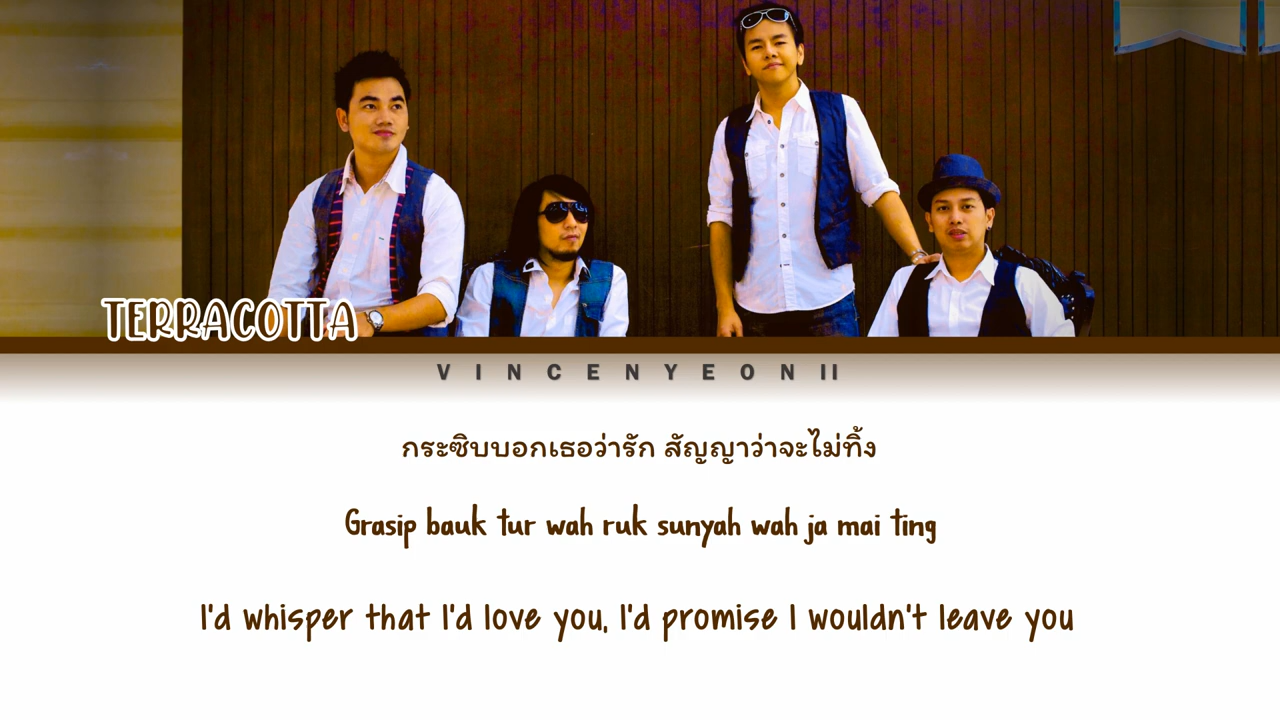 TERRACOTTA
VINCENYEON II
กระซิบบอกเธอว่ารัก สัญญาว่าจะไม่ทิ้ง
Grasip bauk tur wah ruk sunyah wah ja mai ting
I'd whisper that I'd love you, I'd promise I wouldn't leave you